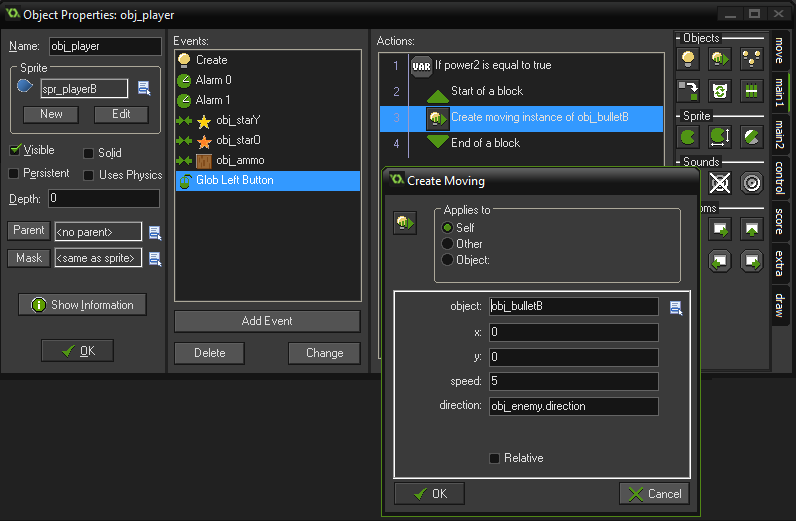 Object Properties: obj_player
Name: obj_player
Sprite
spr_playerB
New Edit
Visible Solid
Persistent Uses Physics
Depth: 0
Parent <no parent>
Mask <same as sprite>
Show Information
OK
Events:
Create
Alarm 0
Alarm 1
obj_starY
obj_starO
obj_ammo
Glob Left Button
Add Event
Delete Change
Actions:
1 VAR If power2 is equal to true
2 Start of a block
3 Create moving instance of obj_bulletB
4 End of a block
Objects
Sprite
Sounds
oms
move
main1
main2
control
score
extra
draw
Create Moving
Applies to
Self
Other
Object:
object: obj_bulletB
x: 0
y: 0
speed: 5
direction: obj_enemy.direction
Relative
OK Cancel